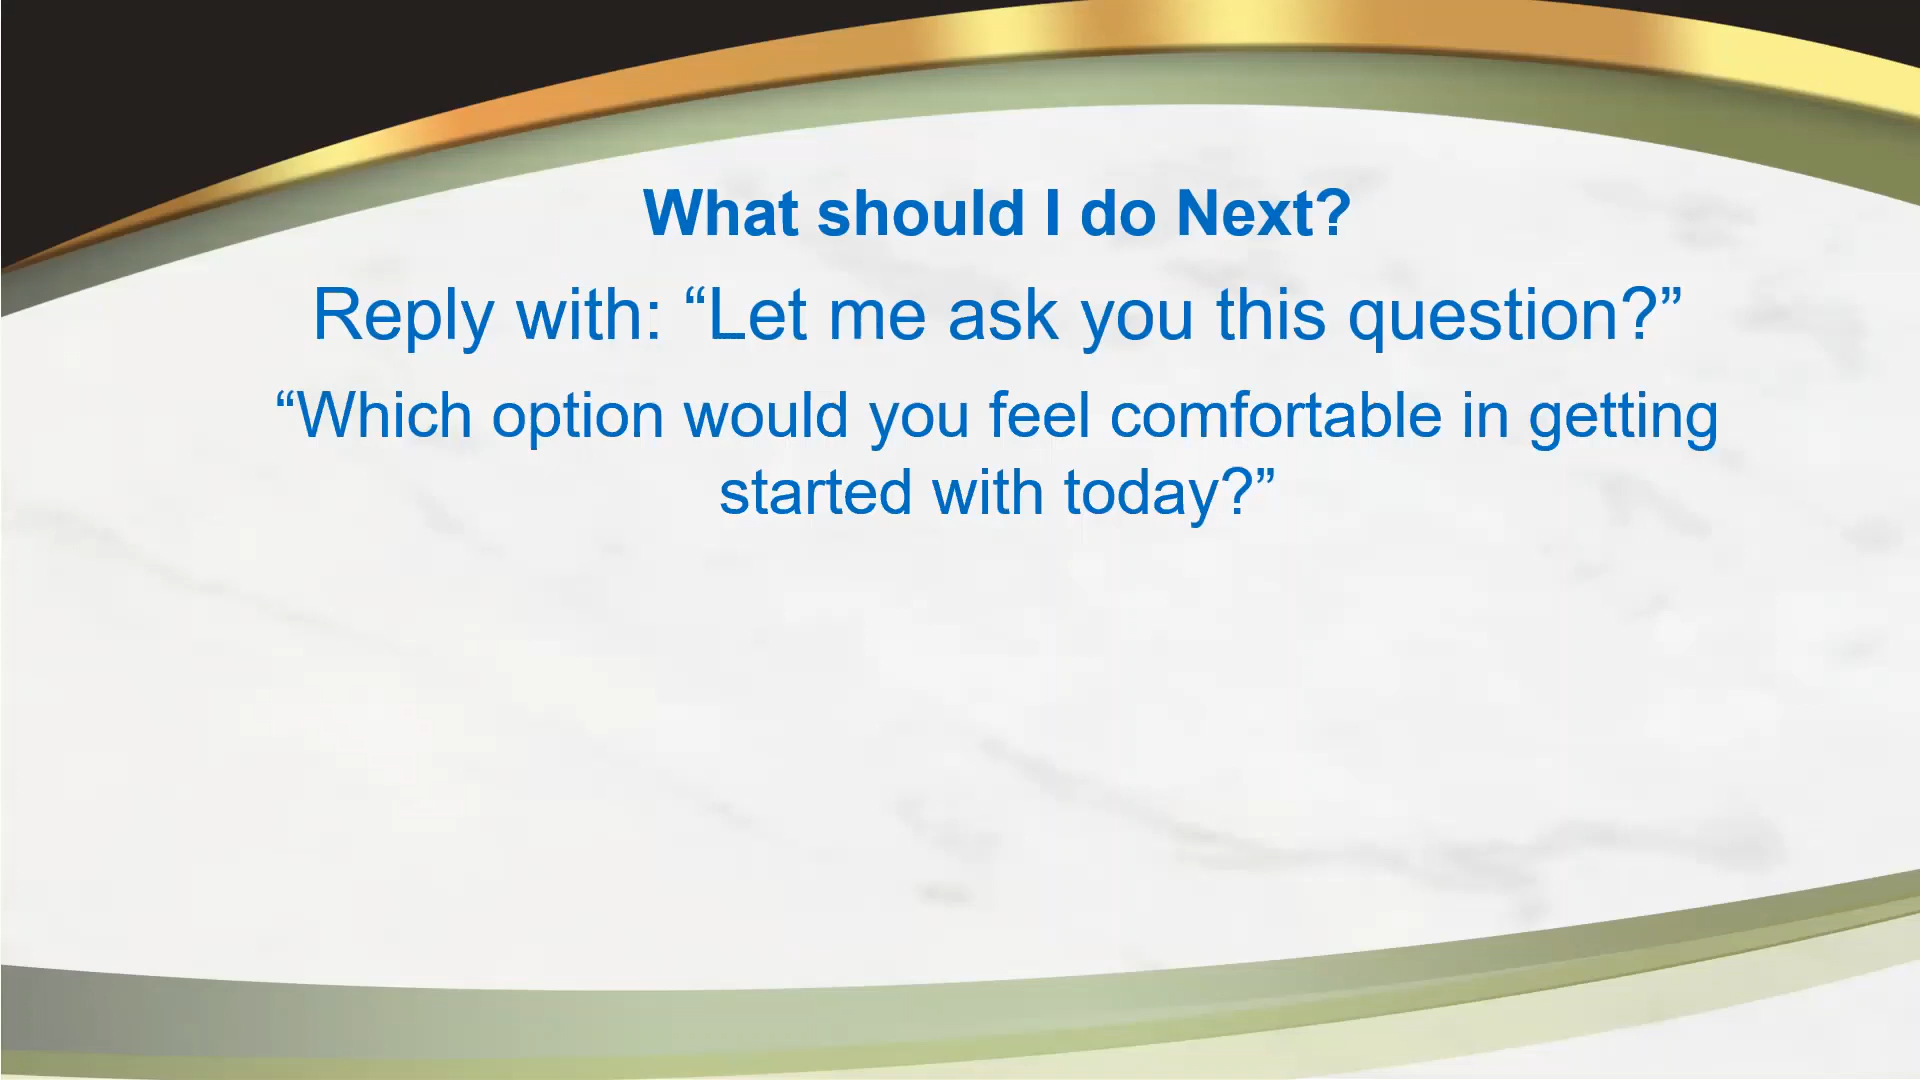 What should I do Next?
Reply with: “Let me ask you this question?”
“Which option would you feel comfortable in getting
started with today?”